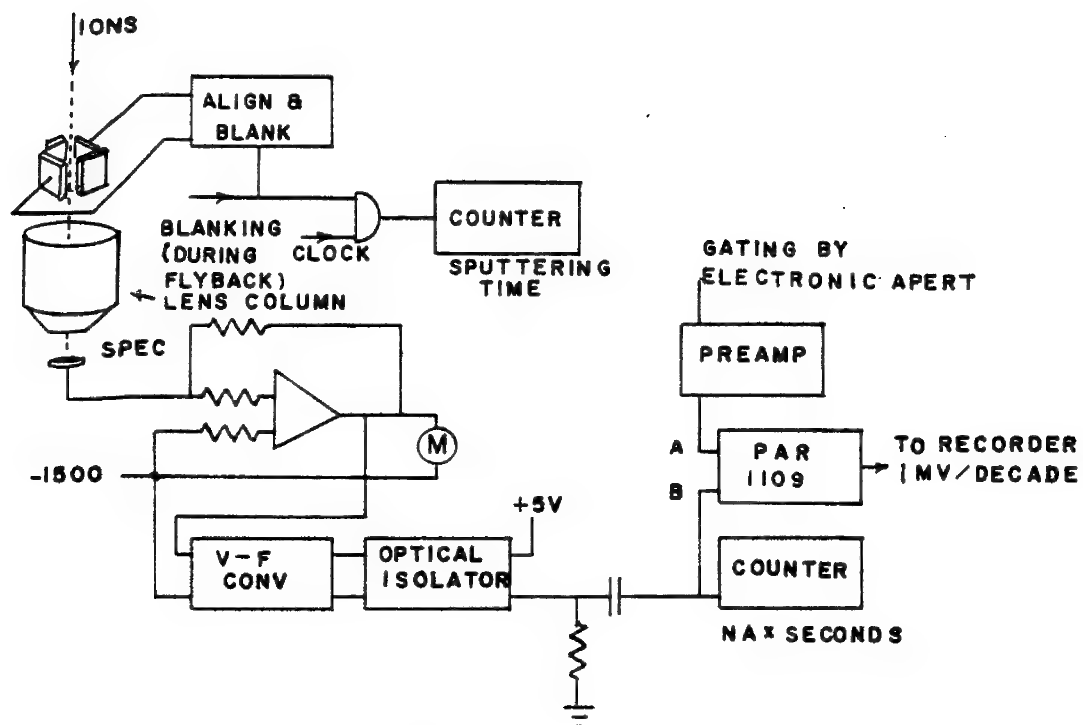 IONS
ALIGN &
BLANK
BLANKING
(DURING
FLYBACK)
CLOCK
COUNTER
SPUTTERING
TIME
LENS COLUMN
SPEC
GATING BY
ELECTRONIC APERT
PREAMP
M
A
PAR
1109
B
TO RECORDER
1MV/DECADE
-1500
+5V
V-F
CONV
OPTICAL
ISOLATOR
COUNTER
NA x SECONDS